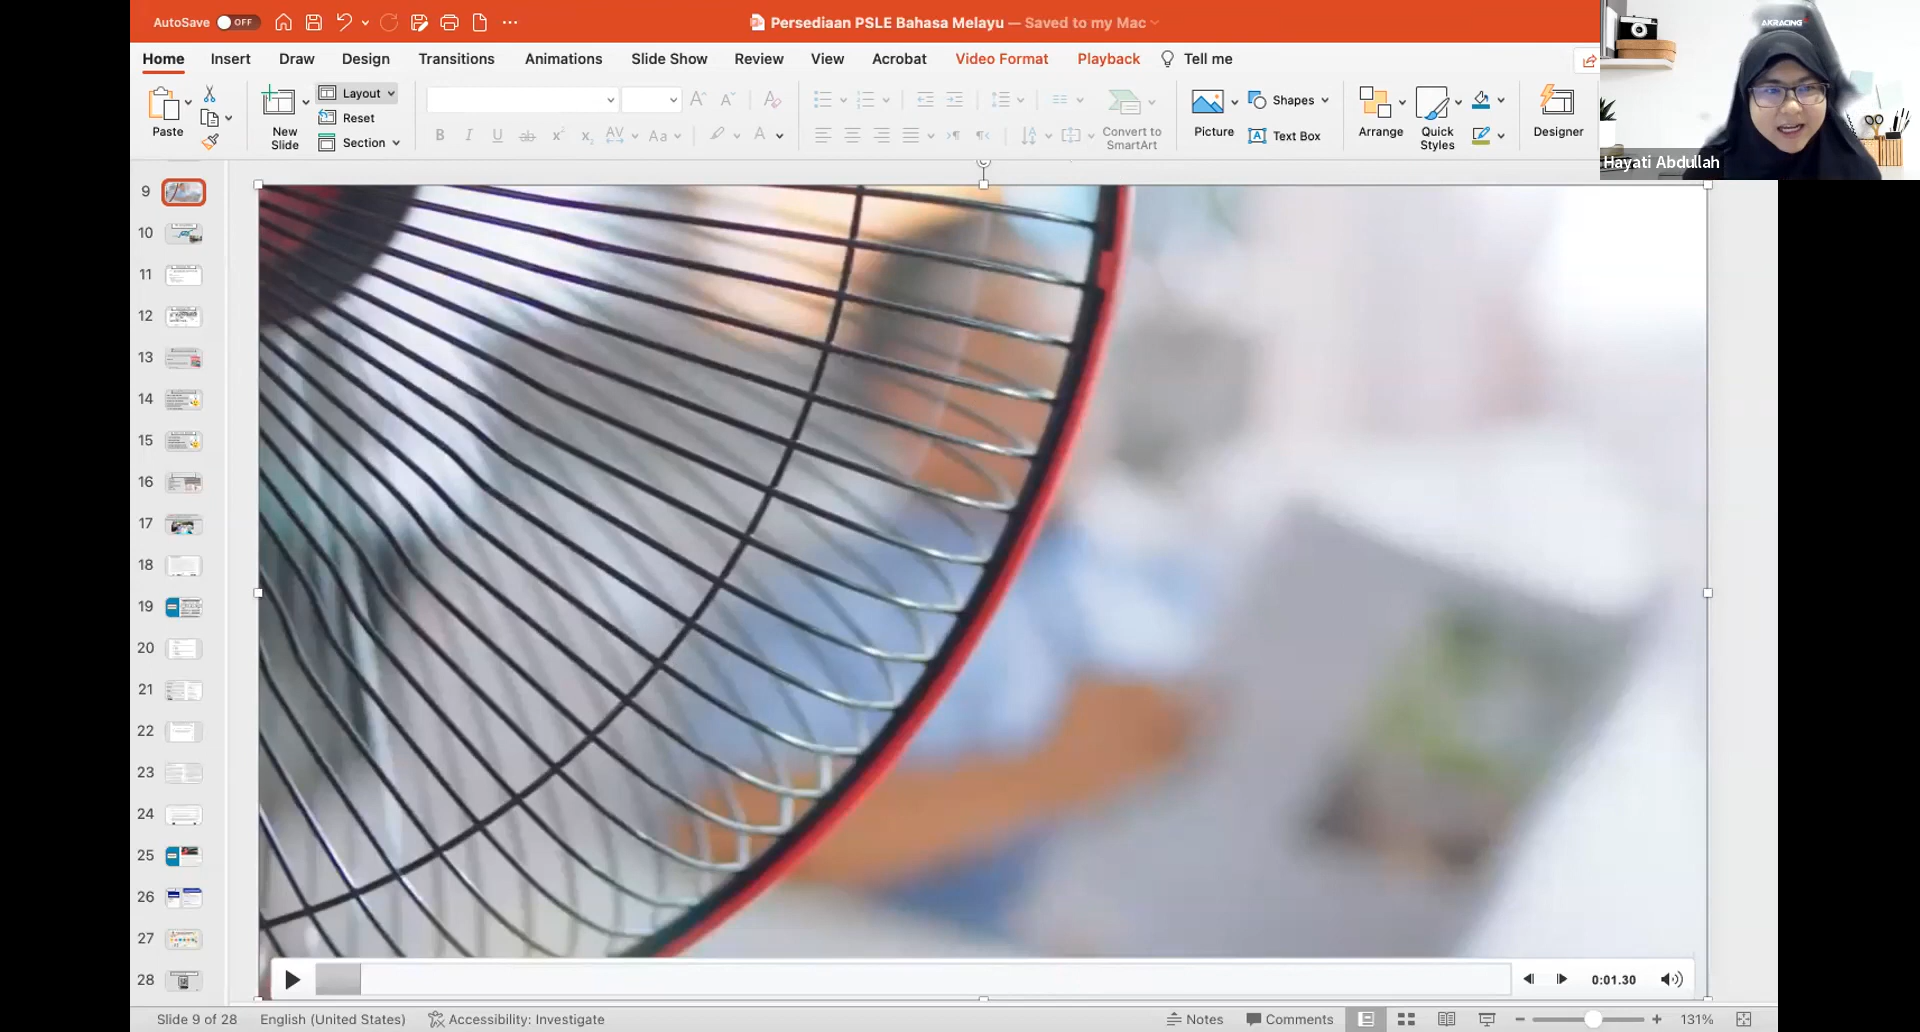 AutoSave OFF
Persediaan PSLE Bahasa Melayu — Saved to my Mac
Home Insert Draw Design Transitions Animations Slide Show Review View Acrobat Video Format Playback Tell me
Paste
New Slide
Layout
Reset
Section
Convert to SmartArt
Picture
Shapes
Text Box
Arrange
Quick Styles
Designer
AKRACING
Hayati Abdullah
9
10
11
12
13
14
15
16
17
18
19
20
21
22
23
24
25
26
27
28
0:01.30
Slide 9 of 28 English (United States) Accessibility: Investigate Notes Comments 131%